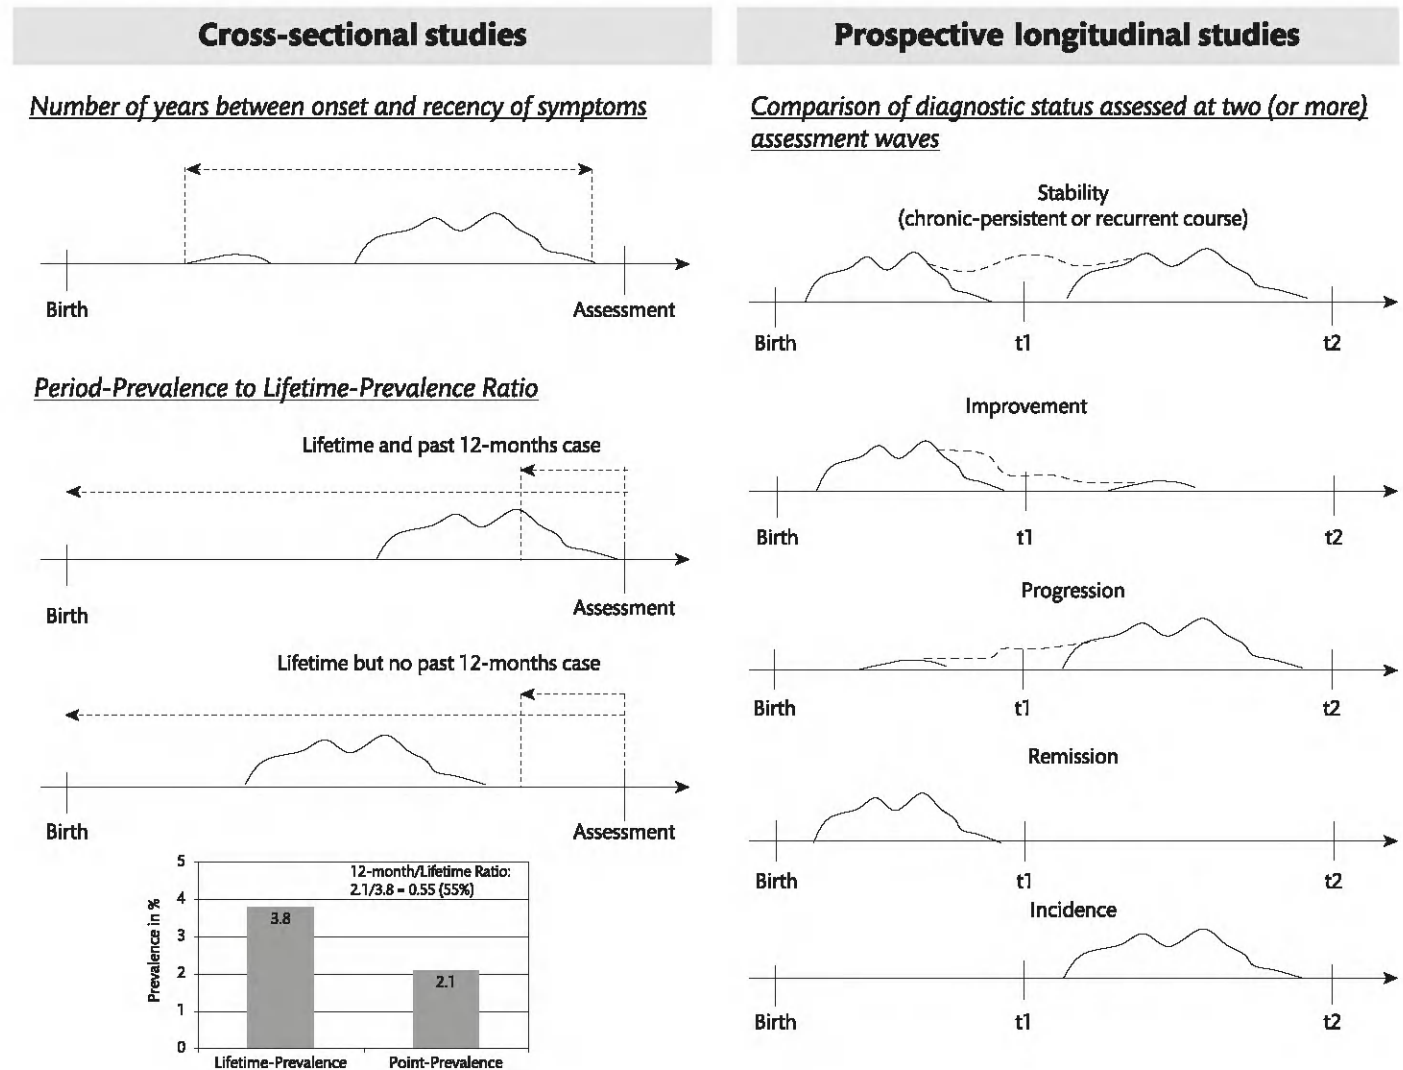 Cross-sectional studies
Number of years between onset and recency of symptoms
Birth
Assessment
Period-Prevalence to Lifetime-Prevalence Ratio
Lifetime and past 12-months case
Birth
Assessment
Lifetime but no past 12-months case
Birth
Assessment
12-month/Lifetime Ratio:
2.1/3.8 = 0.55 (55%)
Prevalence in %
5
4
3
2
1
0
3.8
2.1
Lifetime-Prevalence
Point-Prevalence
Prospective longitudinal studies
Comparison of diagnostic status assessed at two (or more)
assessment waves
Stability
(chronic-persistent or recurrent course)
Birth
t1
t2
Improvement
Birth
t1
t2
Progression
Birth
t1
t2
Remission
Birth
t1
t2
Incidence
Birth
t1
t2